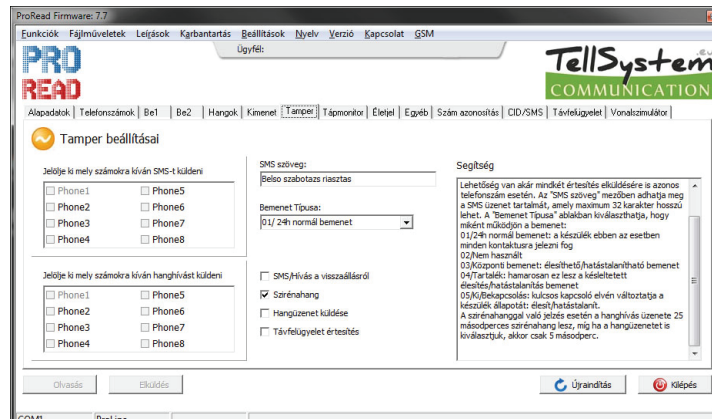 ProRead Firmware: 7.7
Funkciók Fájlműveletek Leírások Karbantartás Beállítások Nyelv Verzió Kapcsolat GSM
Ügyfél:
PRO
READ
TellSystem.eu
COMMUNICATION
Alapadatok Telefonszámok Be1 Be2 Hangok Kimenet Tamper Tápmonitor Életjel Egyéb Szám azonosítás CID/SMS Távfelügyelet Vonalszimulátor
Tamper beállításai
Jelölje ki mely számokra kíván SMS-t küldeni
Phone1 Phone5
Phone2 Phone6
Phone3 Phone7
Phone4 Phone8
Jelölje ki mely számokra kíván hanghívást küldeni
Phone1 Phone5
Phone2 Phone6
Phone3 Phone7
Phone4 Phone8
SMS szöveg:
Belso szabotazs riasztas
Bemenet Típusa:
01/ 24h normál bemenet
SMS/Hívás a visszaállásról
Szirénahang
Hangüzenet küldése
Távfelügyelet értesítés
Segítség
Lehetőség van akár mindkét értesítés elküldésére is azonos
telefonszám esetén. Az "SMS szöveg" mezőben adhatja meg
a SMS üzenet tartalmát, amely maximum 32 karakter hosszú
lehet. A "Bemenet Típusa" ablakban kiválaszthatja, hogy
miként működjön a bemenet:
01/24h normál bemenet: a készülék ebben az esetben
minden kontaktusra jelezni fog
02/Nem használt
03/Központi bemenet: élesíthető/hatástalanítható bemenet
04/Tartalék: hamarosan ez lesz a késleltetett
élesítés/hatástalanítás bemenet
05/Ki/Bekapcsolás: kulcsos kapcsoló elvén változtatja a
készülék állapotát: élesít/hatástalanít.
A szirénahanggal való jelzés esetén a hanghívás üzenete 25
másodperces szirénahang lesz, míg ha a hangüzenetet is
kiválasztjuk, akkor csak 5 másodperc.
Olvasás Elküldés Újraindítás Kilépés
COM1 ProLine